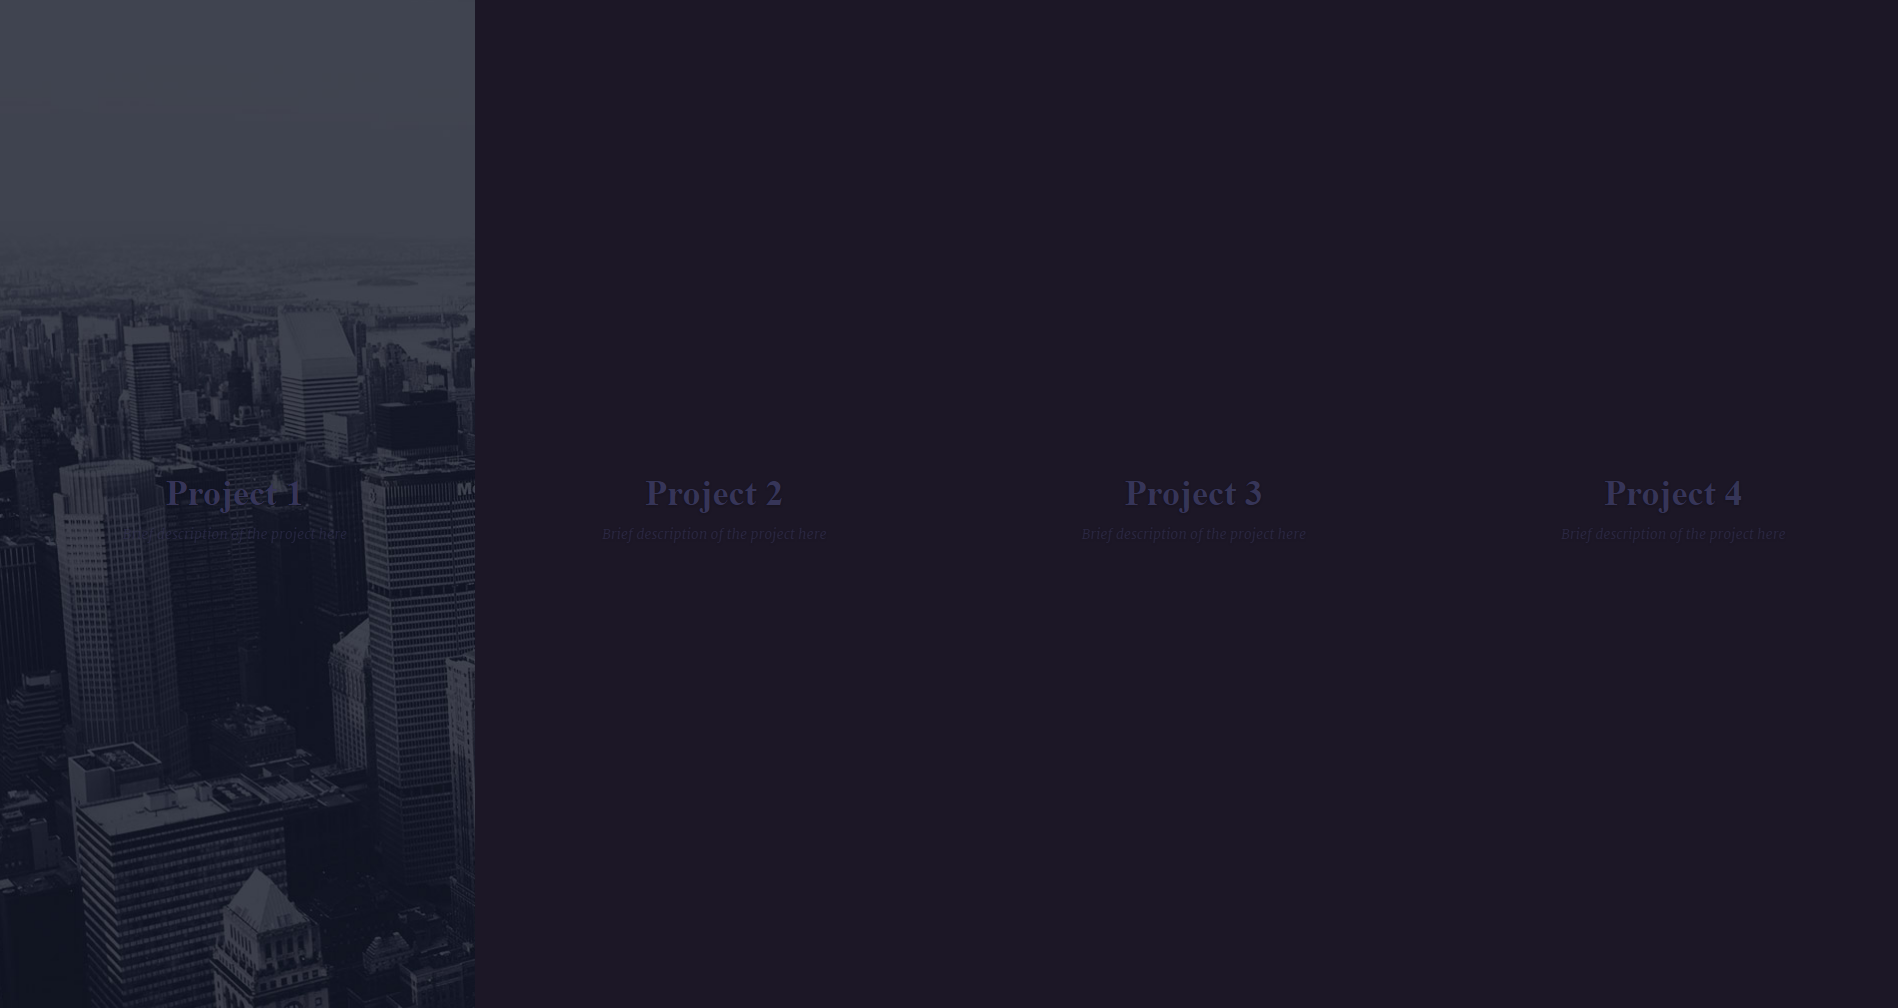 Project 1
description of the project here
Project 2
Brief description of the project here
Project 3
Brief description of the project here
Project 4
Brief description of the project here